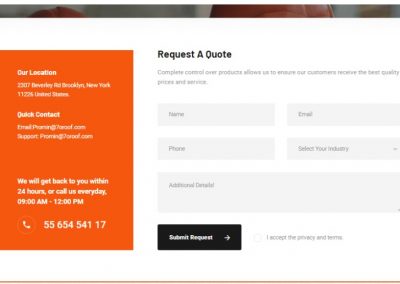 Our Location
2307 Beverley Rd Brooklyn, New York
11226 United States.
Quick Contact
Email:Promin@7oroof.com
Support: Promin@7oroof.com
We will get back to you within
24 hours, or call us everyday,
09:00 AM - 12:00 PM
55 654 541 17
Request A Quote
Complete control over products allows us to ensure our customers receive the best quality
prices and service.
Name
Email
Phone
Select Your Industry
Additional Details!
Submit Request
I accept the privacy and terms.